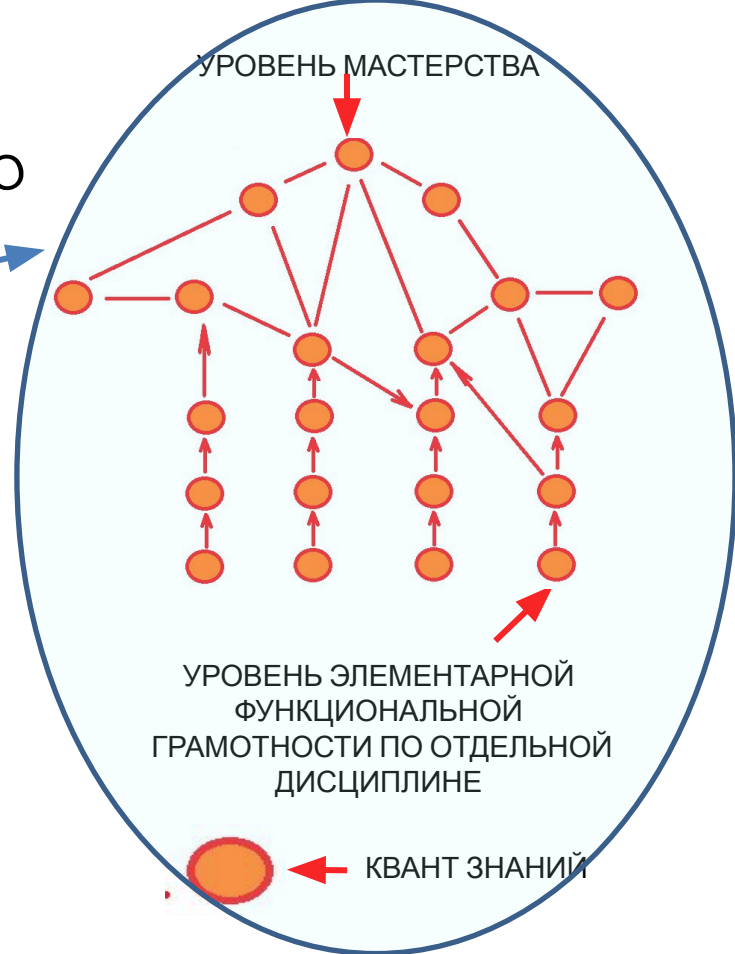 УРОВЕНЬ МАСТЕРСТВА
О
УРОВЕНЬ ЭЛЕМЕНТАРНОЙ
ФУНКЦИОНАЛЬНОЙ
ГРАМОТНОСТИ ПО ОТДЕЛЬНОЙ
ДИСЦИПЛИНЕ
КВАНТ ЗНАНИЙ